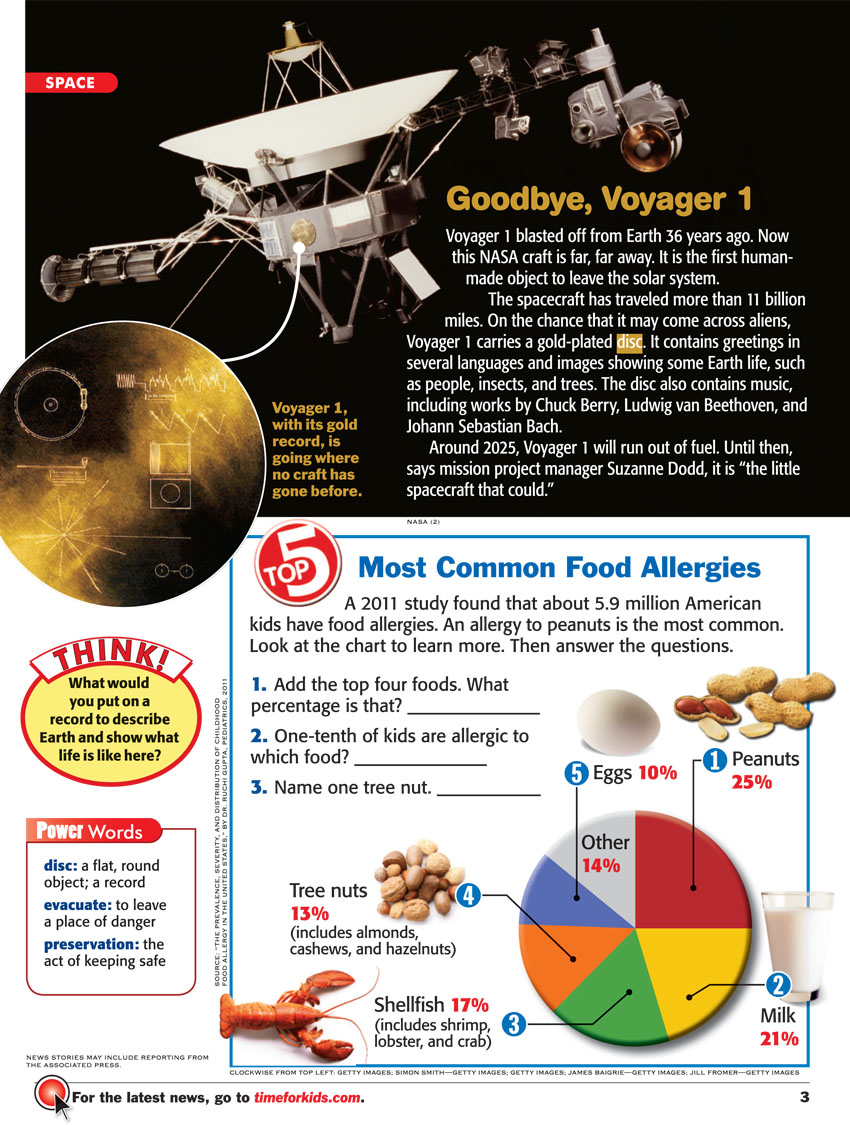 SPACE
Goodbye, Voyager 1
Voyager 1 blasted off from Earth 36 years ago. Now
this NASA craft is far, far away. It is the first human-
made object to leave the solar system.
The spacecraft has traveled more than 11 billion
miles. On the chance that it may come across aliens,
Voyager 1 carries a gold-plated disc. It contains greetings in
several languages and images showing some Earth life, such
as people, insects, and trees. The disc also contains music,
including works by Chuck Berry, Ludwig van Beethoven, and
Johann Sebastian Bach.
Around 2025, Voyager 1 will run out of fuel. Until then,
says mission project manager Suzanne Dodd, it is “the little
spacecraft that could.”
NASA (2)
Voyager 1,
with its gold
record, is
going where
no craft has
gone before.
TOP 5
Most Common Food Allergies
A 2011 study found that about 5.9 million American
kids have food allergies. An allergy to peanuts is the most common.
Look at the chart to learn more. Then answer the questions.
1. Add the top four foods. What
percentage is that? ____________
2. One-tenth of kids are allergic to
which food? ____________
3. Name one tree nut. __________
1 Peanuts
25%
2
Milk
21%
3
Shellfish 17%
(includes shrimp,
lobster, and crab)
4
Tree nuts
13%
(includes almonds,
cashews, and hazelnuts)
5 Eggs 10%
Other
14%
SOURCE: “THE PREVALENCE, SEVERITY, AND DISTRIBUTION OF CHILDHOOD
FOOD ALLERGY IN THE UNITED STATES,” BY DR. RUCHI GUPTA, PEDIATRICS, 2011
THINK!
What would
you put on a
record to describe
Earth and show what
life is like here?
Power Words
disc: a flat, round
object; a record
evacuate: to leave
a place of danger
preservation: the
act of keeping safe
NEWS STORIES MAY INCLUDE REPORTING FROM
THE ASSOCIATED PRESS.
CLOCKWISE FROM TOP LEFT: GETTY IMAGES; SIMON SMITH—GETTY IMAGES; GETTY IMAGES; JAMES BAIGRIE—GETTY IMAGES; JILL FROMER—GETTY IMAGES
For the latest news, go to timeforkids.com.
3